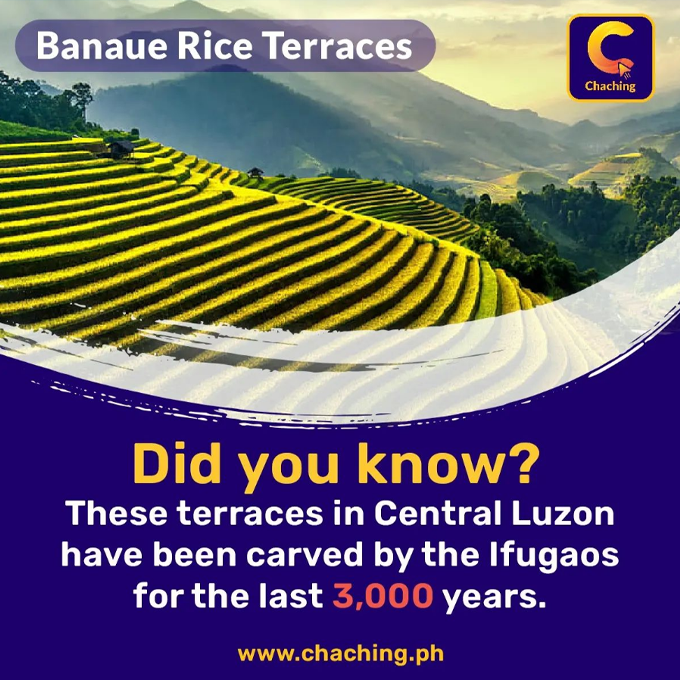 Banaue Rice Terraces
C
Chaching
Did you know?
These terraces in Central Luzon
have been carved by the Ifugaos
for the last 3,000 years.
www.chaching.ph